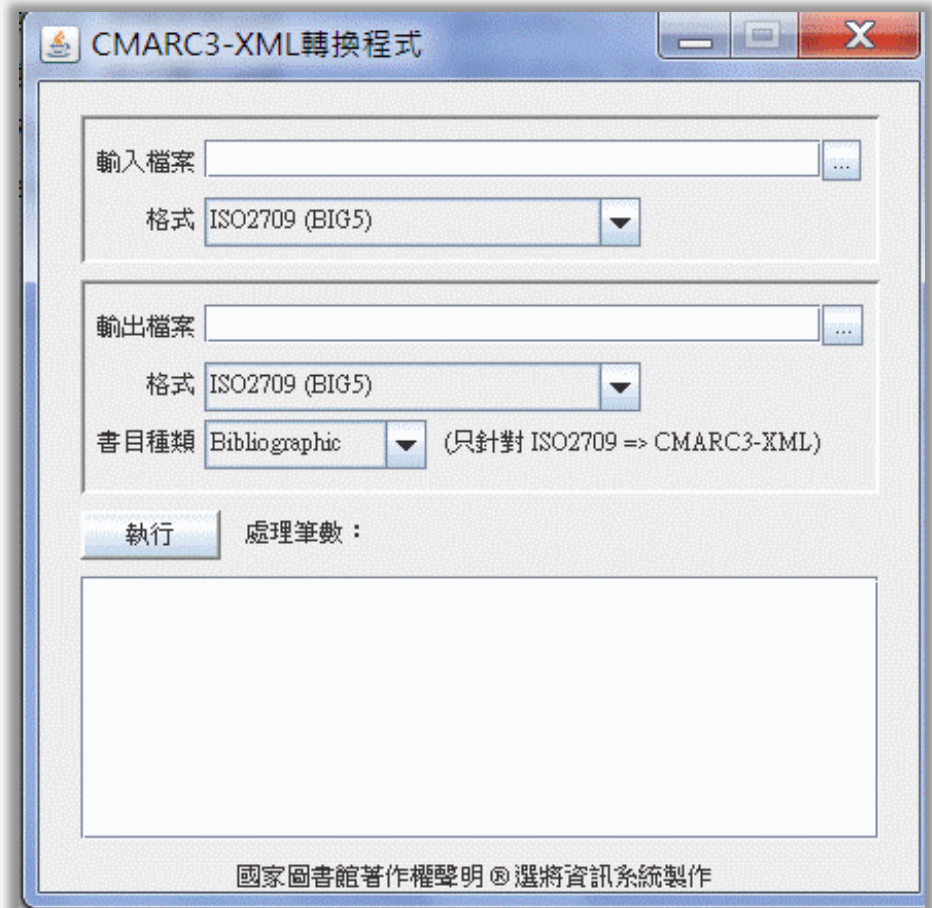 CMARC3-XML轉換程式
輸入檔案 ...
格式 ISO2709 (BIG5)
輸出檔案 ...
格式 ISO2709 (BIG5)
書目種類 Bibliographic (只針對 ISO2709 => CMARC3-XML)
執行 處理筆數：
國家圖書館著作權聲明 ® 選將資訊系統製作